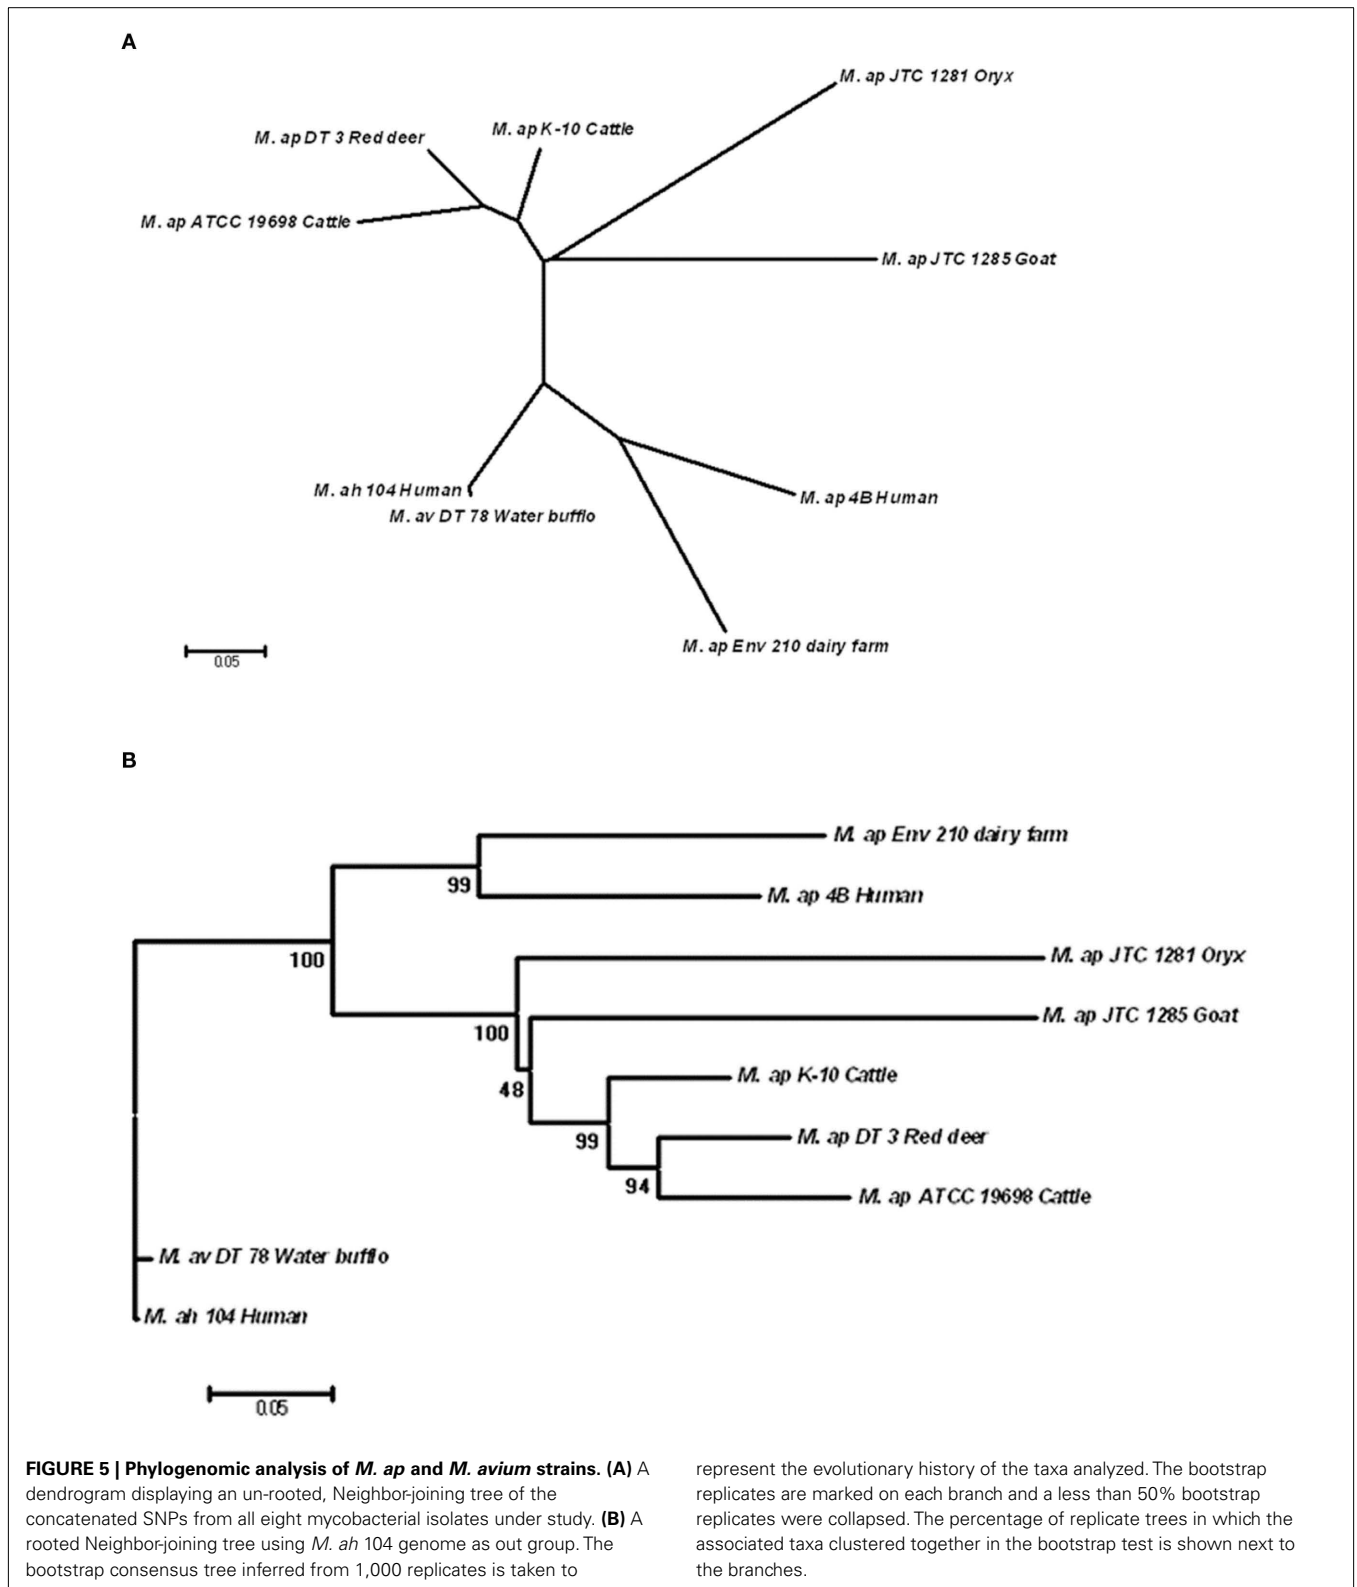 A
M. ap JTC 1281 Oryx
M. ap DT 3 Red deer
M. ap K-10 Cattle
M. ap ATCC 19698 Cattle
M. ap JTC 1285 Goat
M. ah 104 Human
M. av DT 78 Water bufflo
M. ap 4B Human
M. ap Env 210 dairy farm
0.05
B
M. ap Env 210 dairy farm
99
M. ap 4B Human
100
M. ap JTC 1281 Oryx
M. ap JTC 1285 Goat
100
M. ap K-10 Cattle
48
M. ap DT 3 Red deer
99
94
M. ap ATCC 19698 Cattle
M. av DT 78 Water bufflo
M. ah 104 Human
0.05
FIGURE 5 | Phylogenomic analysis of M. ap and M. avium strains. (A) A
dendrogram displaying an un-rooted, Neighbor-joining tree of the
concatenated SNPs from all eight mycobacterial isolates under study. (B) A
rooted Neighbor-joining tree using M. ah 104 genome as out group. The
bootstrap consensus tree inferred from 1,000 replicates is taken to
represent the evolutionary history of the taxa analyzed. The bootstrap
replicates are marked on each branch and a less than 50% bootstrap
replicates were collapsed. The percentage of replicate trees in which the
associated taxa clustered together in the bootstrap test is shown next to
the branches.